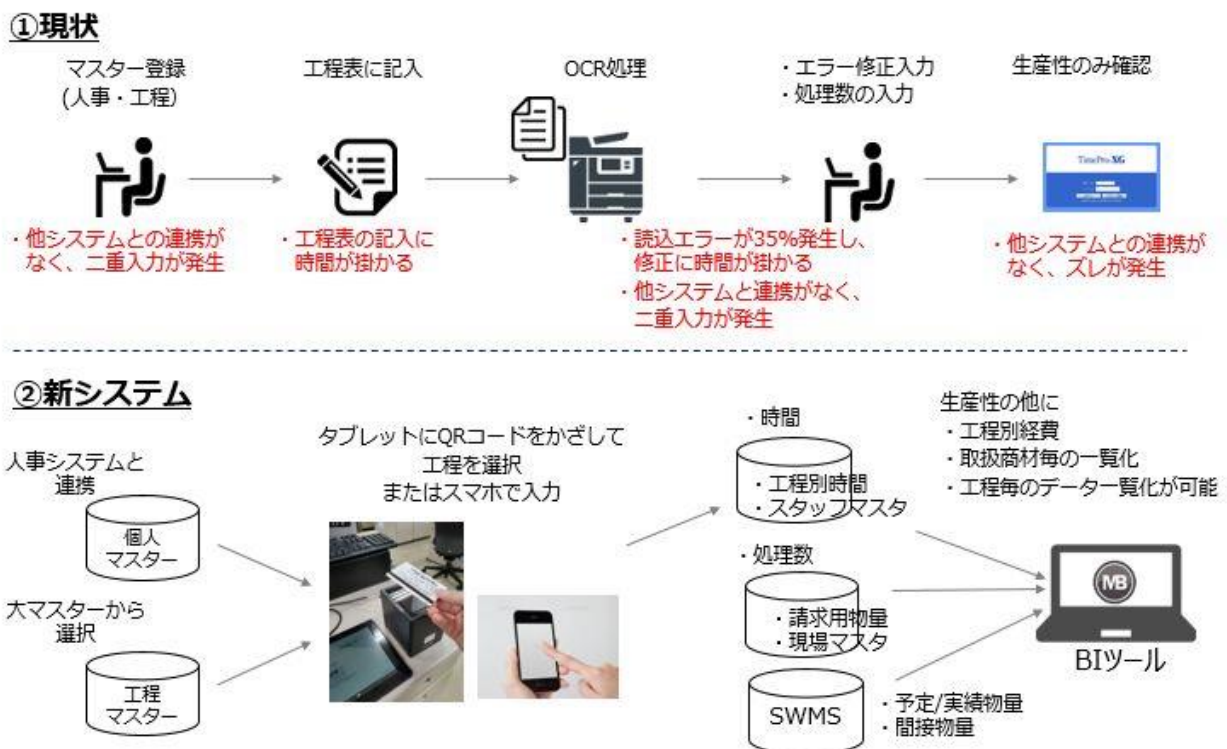 ①現状
マスター登録
(人事・工程)
工程表に記入
OCR処理
・エラー修正入力
・処理数の入力
生産性のみ確認
TimePro-XG
・他システムとの連携が
なく、二重入力が発生
・工程表の記入に
時間が掛かる
・読込エラーが35%発生し、
修正に時間が掛かる
・他システムと連携がなく、
二重入力が発生
・他システムとの連携が
なく、ズレが発生
②新システム
人事システムと
連携
個人
マスター
大マスターから
選択
工程
マスター
タブレットにQRコードをかざして
工程を選択
またはスマホで入力
・時間
・工程別時間
・スタッフマスタ
・処理数
・請求用物量
・現場マスタ
SWMS
・予定/実績物量
・間接物量
生産性の他に
・工程別経費
・取扱商材毎の一覧化
・工程毎のデータ一覧化が可能
MB
BIツール